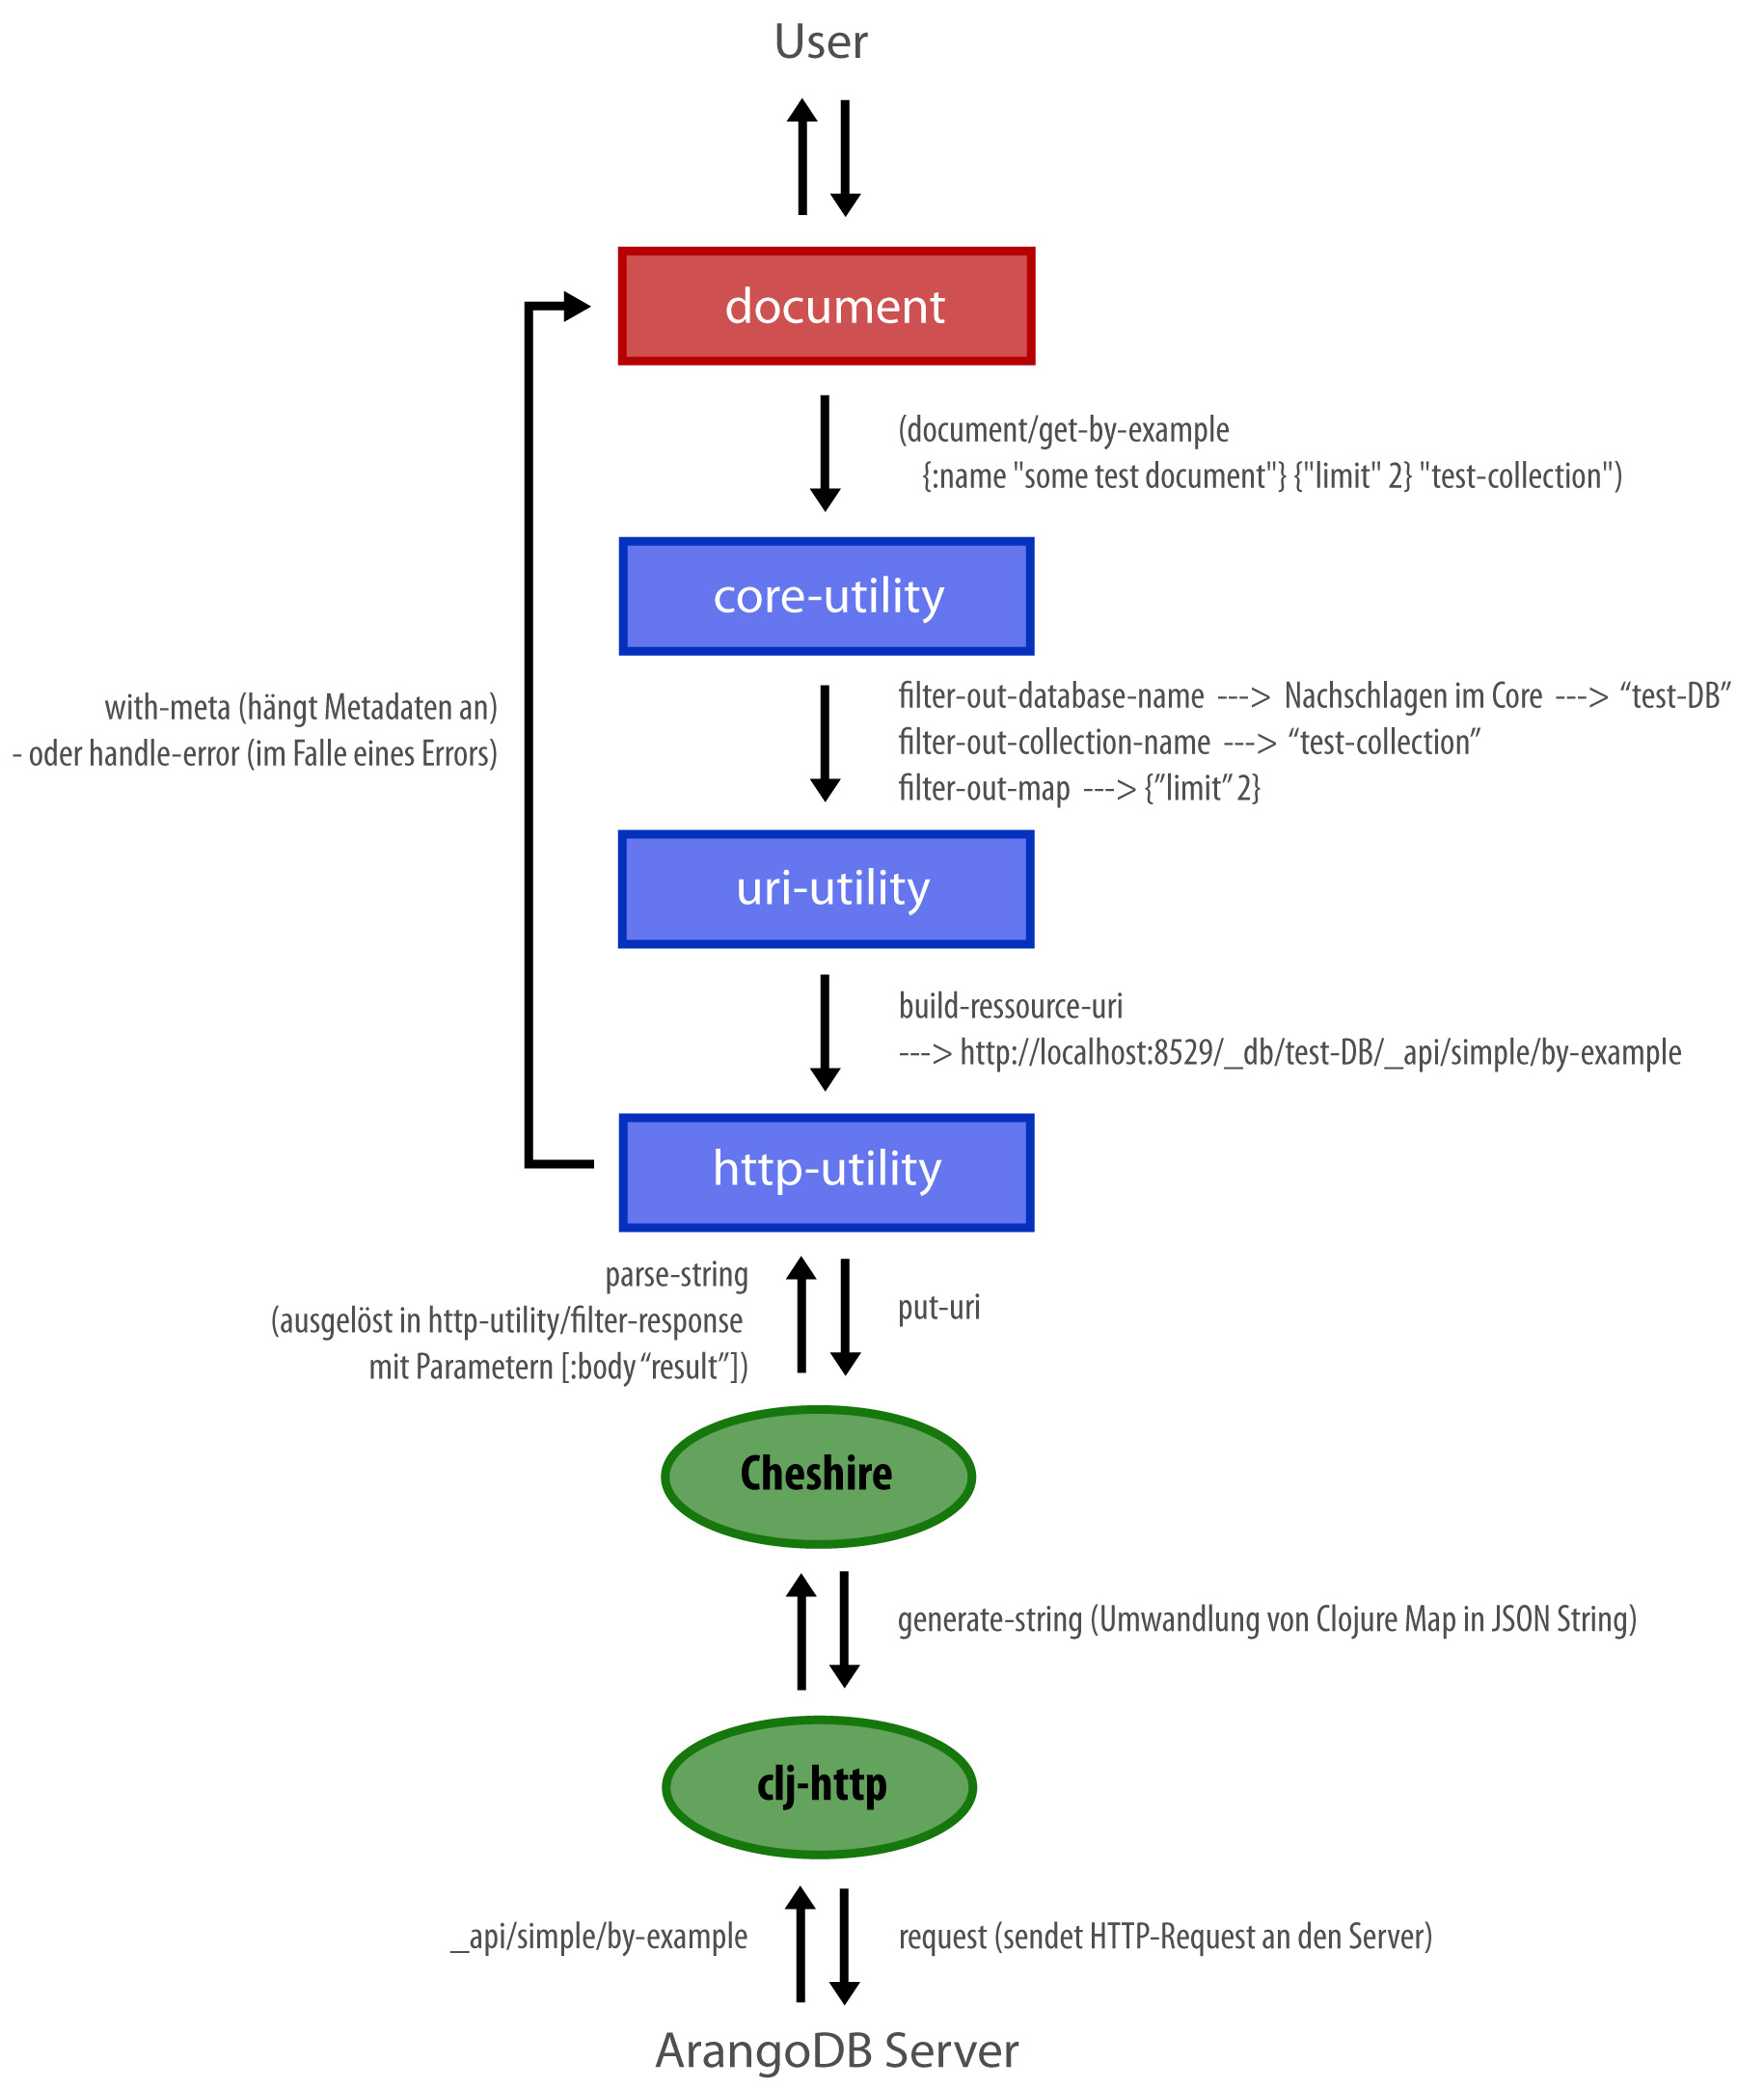 User
document
(document/get-by-example
{:name "some test document"} {"limit" 2} "test-collection")
core-utility
with-meta (hängt Metadaten an)
- oder handle-error (im Falle eines Errors)
filter-out-database-name ---> Nachschlagen im Core ---> “test-DB”
filter-out-collection-name ---> “test-collection”
filter-out-map ---> {”limit” 2}
uri-utility
build-ressource-uri
---> http://localhost:8529/_db/test-DB/_api/simple/by-example
http-utility
parse-string
(ausgelöst in http-utility/filter-response
mit Parametern [:body “result”])
put-uri
Cheshire
generate-string (Umwandlung von Clojure Map in JSON String)
clj-http
_api/simple/by-example
request (sendet HTTP-Request an den Server)
ArangoDB Server